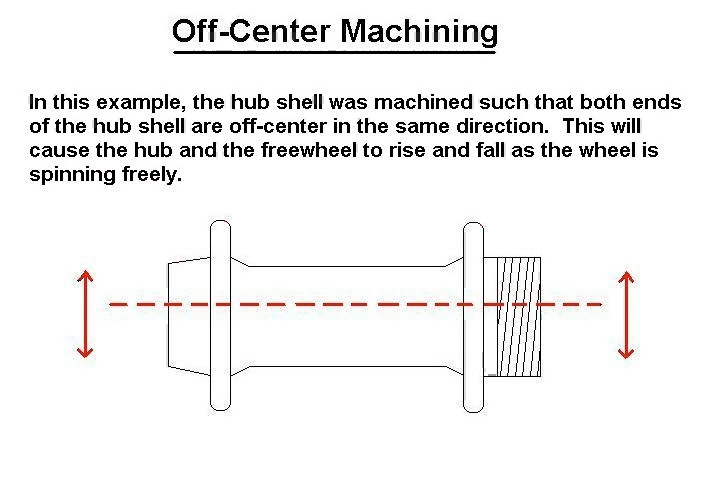 Off-Center Machining
In this example, the hub shell was machined such that both ends
of the hub shell are off-center in the same direction.  This will
cause the hub and the freewheel to rise and fall as the wheel is
spinning freely.